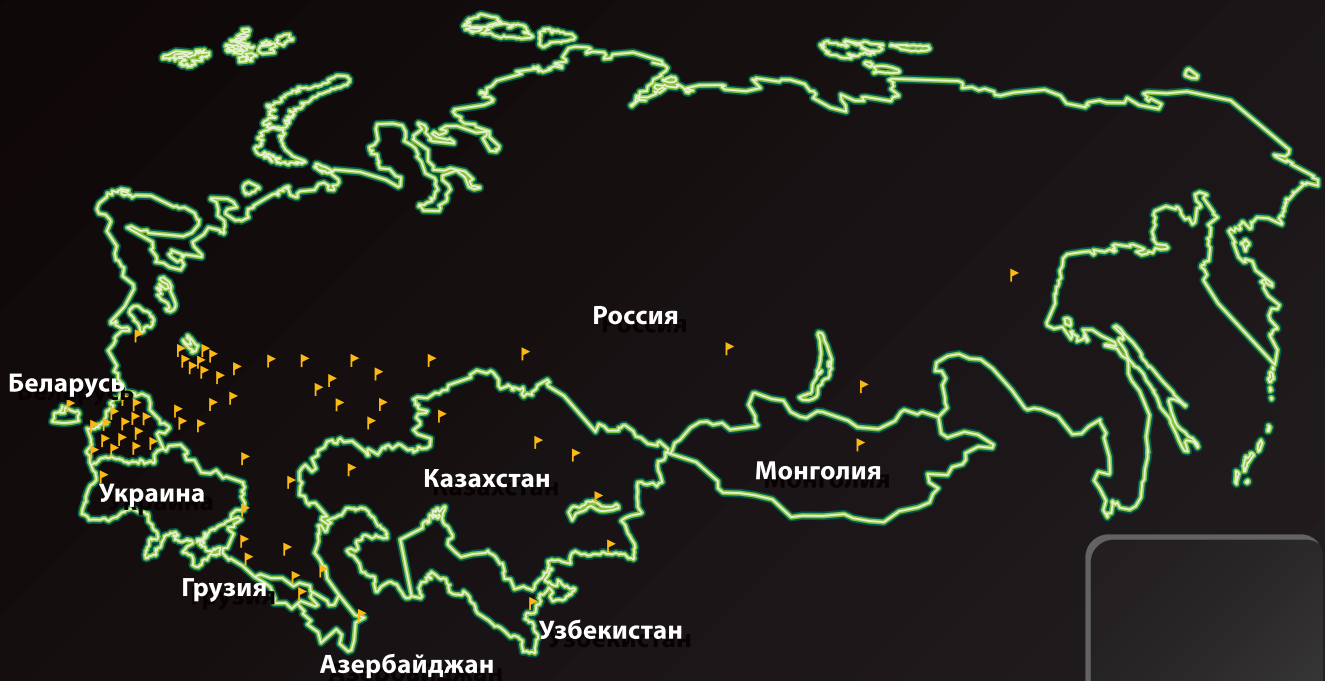 Россия
Беларусь
Казахстан
Монголия
Украина
Грузия
Узбекистан
Азербайджан